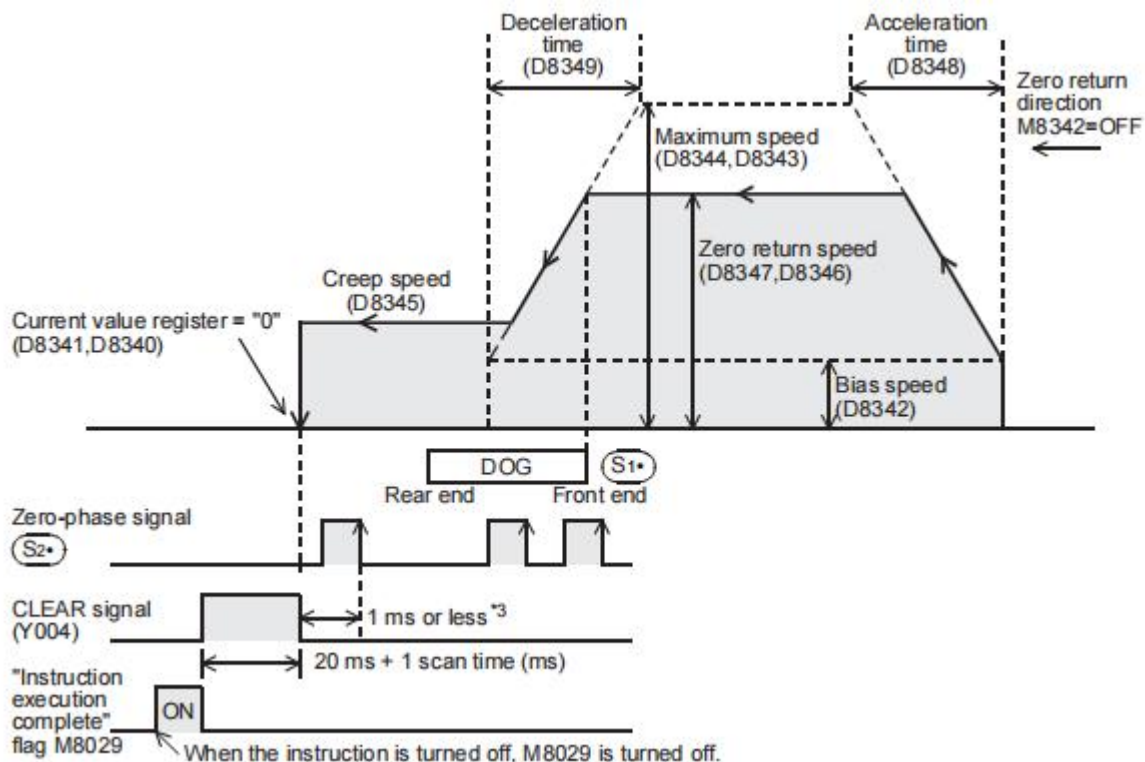 Deceleration
time
(D8349)
Acceleration
time
(D8348)
Zero return
direction
M8342=OFF
Maximum speed
(D8344,D8343)
Zero return speed
(D8347,D8346)
Creep speed
(D8345)
Current value register = "0"
(D8341,D8340)
Bias speed
(D8342)
DOG
S1•
Rear end
Front end
Zero-phase signal
S2•
CLEAR signal
(Y004)
1 ms or less*3
20 ms + 1 scan time (ms)
"Instruction
execution
complete"
flag M8029
ON
When the instruction is turned off, M8029 is turned off.